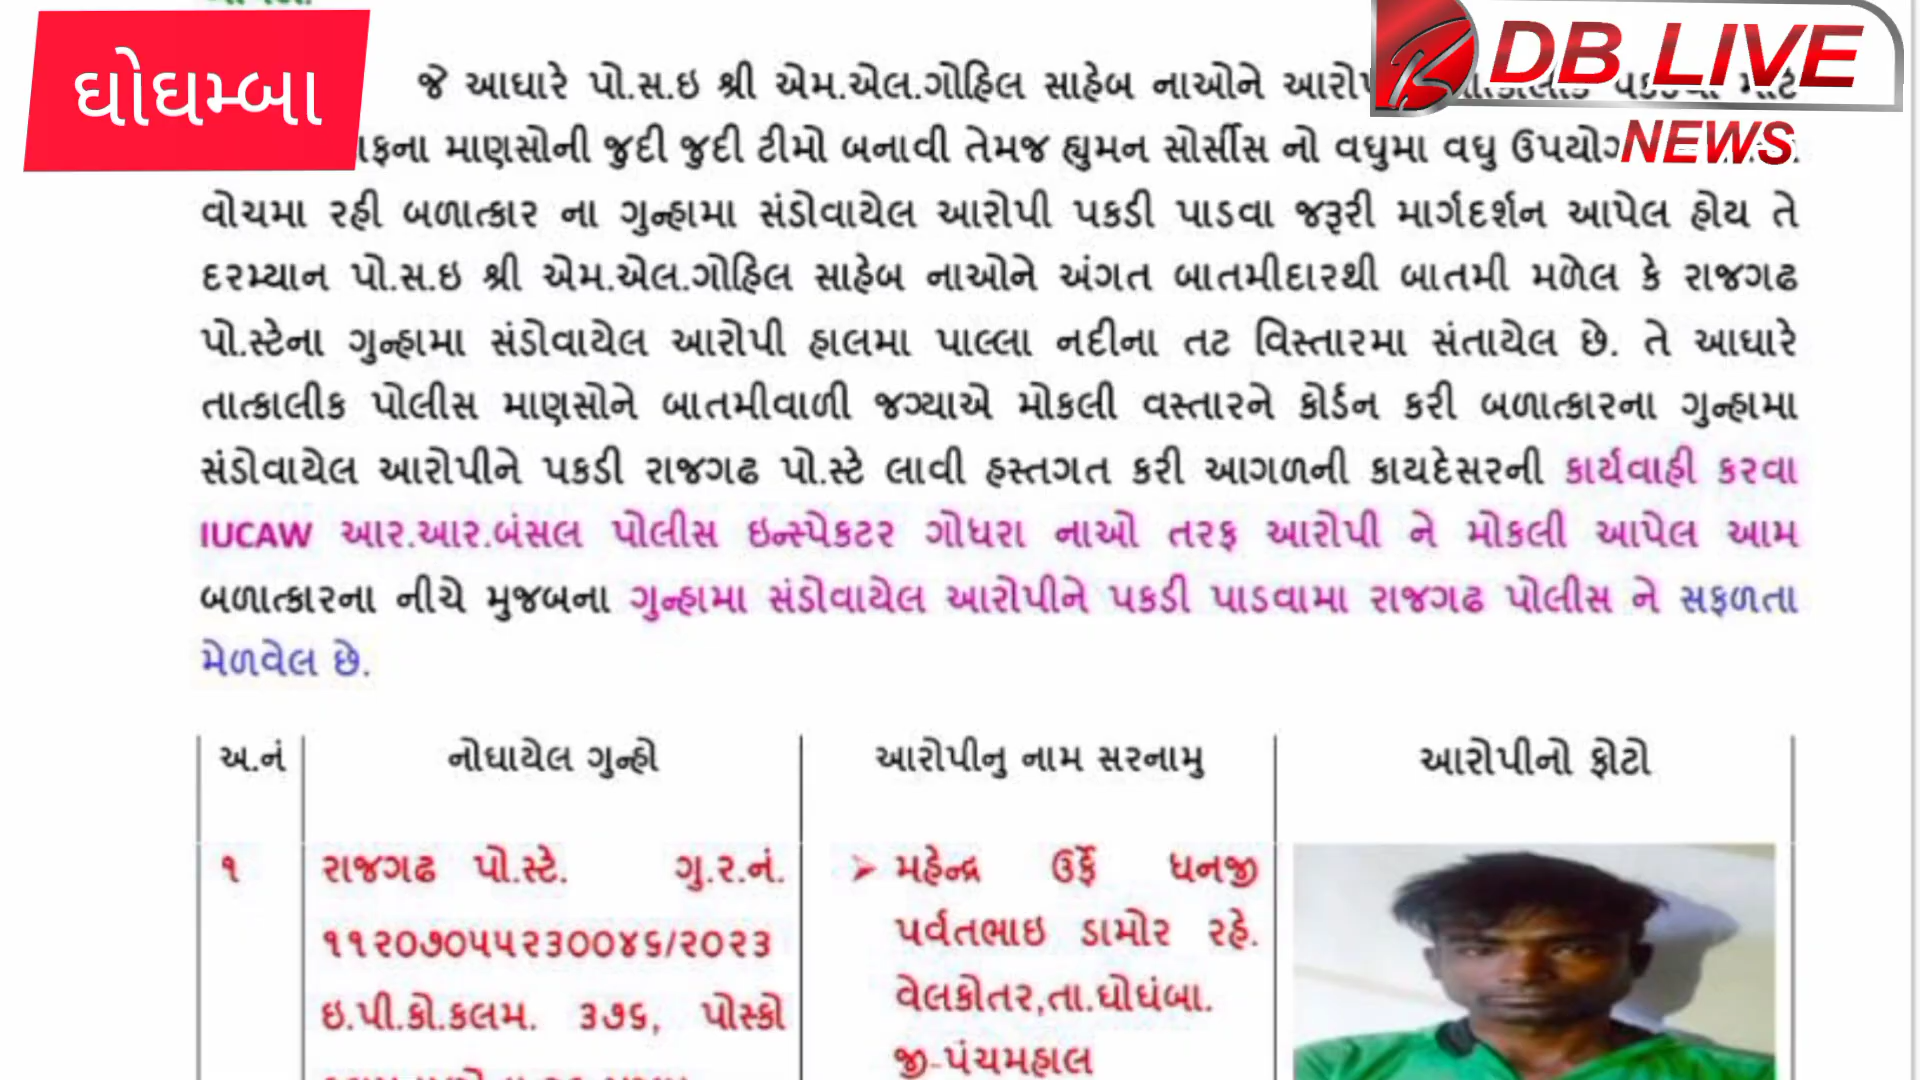 ઘોઘમ્બા
DB LIVE
NEWS
જે આધારે પો.સ.ઇ શ્રી એમ.એલ.ગોહિલ સાહેબ નાઓને
માણસોની જુદી જુદી ટીમો બનાવી તેમજ હ્યુમન સોર્સીસ નો વધુમા વધુ
વોચમા રહી બળાત્કાર ના ગુન્હામા સંડોવાયેલ આરોપી પકડી પાડવા જરૂરી માર્ગદર્શન આપેલ હોય તે
દરમ્યાન પો.સ.ઇ શ્રી એમ.એલ.ગોહિલ સાહેબ નાઓને અંગત બાતમીદારથી બાતમી મળેલ કે રાજગઢ
પો.સ્ટેના ગુન્હામા સંડોવાયેલ આરોપી હાલમા પાલ્લા નદીના તટ વિસ્તારમા સંતાયેલ છે. તે આધારે
તાત્કાલીક પોલીસ માણસોને બાતમીવાળી જગ્યાએ મોકલી વસ્તારને કોર્ડન કરી બળાત્કારના ગુન્હામા
સંડોવાયેલ આરોપીને પકડી રાજગઢ પો.સ્ટે લાવી હસ્તગત કરી આગળની કાયદેસરની કાર્યવાહી કરવા
IUCAW આર.આર.બંસલ પોલીસ ઇન્સ્પેકટર ગોધરા નાઓ તરફ આરોપી ને મોકલી આપેલ આમ
બળાત્કારના નીચે મુજબના ગુન્હામા સંડોવાયેલ આરોપીને પકડી પાડવામા રાજગઢ પોલીસ ને સફળતા
મેળવેલ છે.
અ.નં નોધાયેલ ગુન્હો આરોપીનુ નામ સરનામુ આરોપીનો ફોટો
૧ રાજગઢ પો.સ્ટે. ગુ.ર.નં.
૧૧૨૦૭૦૫૫૨૩૦૦૪૬/૨૦૨૩
ઇ.પી.કો.કલમ. ૩૭૬, પોસ્કો
➢ મહેન્દ્ર ઉર્ફે ધનજી
પર્વતભાઇ ડામોર રહે.
વેલકોતર,તા.ઘોઘંબા.
જી-પંચમહાલ